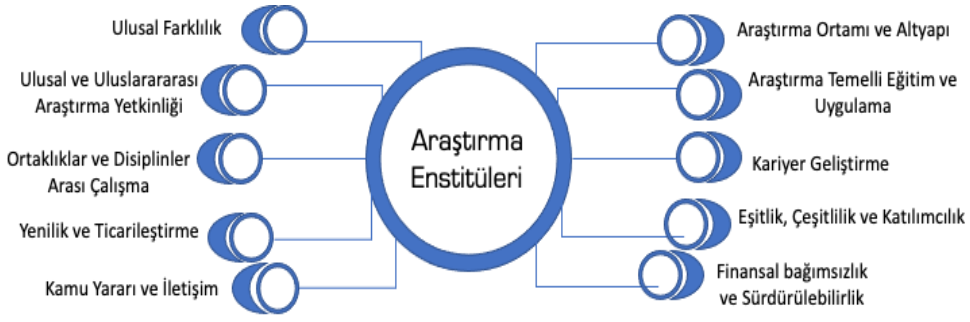 Ulusal Farklılık
Ulusal ve Uluslararararası
Araştırma Yetkinliği
Ortaklıklar ve Disiplinler
Arası Çalışma
Yenilik ve Ticarileştirme
Kamu Yararı ve İletişim
Araştırma
Enstitüleri
Araştırma Ortamı ve Altyapı
Araştırma Temelli Eğitim ve
Uygulama
Kariyer Geliştirme
Eşitlik, Çeşitlilik ve Katılımcılık
Finansal bağımsızlık
ve Sürdürülebilirlik